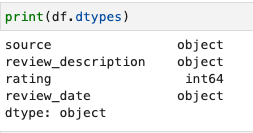 print(df.dtypes)
source object
review_description object
rating int64
review_date object
dtype: object